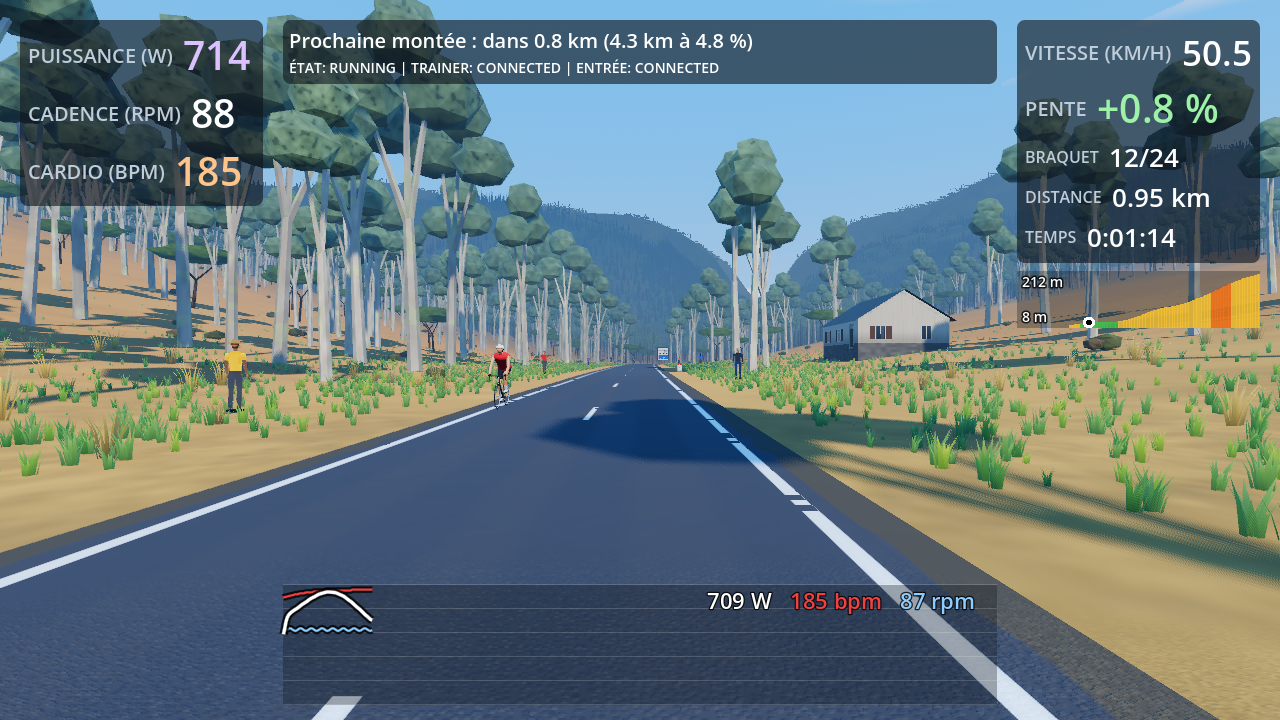 PUISSANCE (W) 714
CADENCE (RPM) 88
CARDIO (BPM) 185
Prochaine montée : dans 0.8 km (4.3 km à 4.8 %)
ÉTAT: RUNNING | TRAINER: CONNECTED | ENTRÉE: CONNECTED
VITESSE (KM/H) 50.5
PENTE +0.8 %
BRAQUET 12/24
DISTANCE 0.95 km
TEMPS 0:01:14
212 m
8 m
709 W 185 bpm 87 rpm